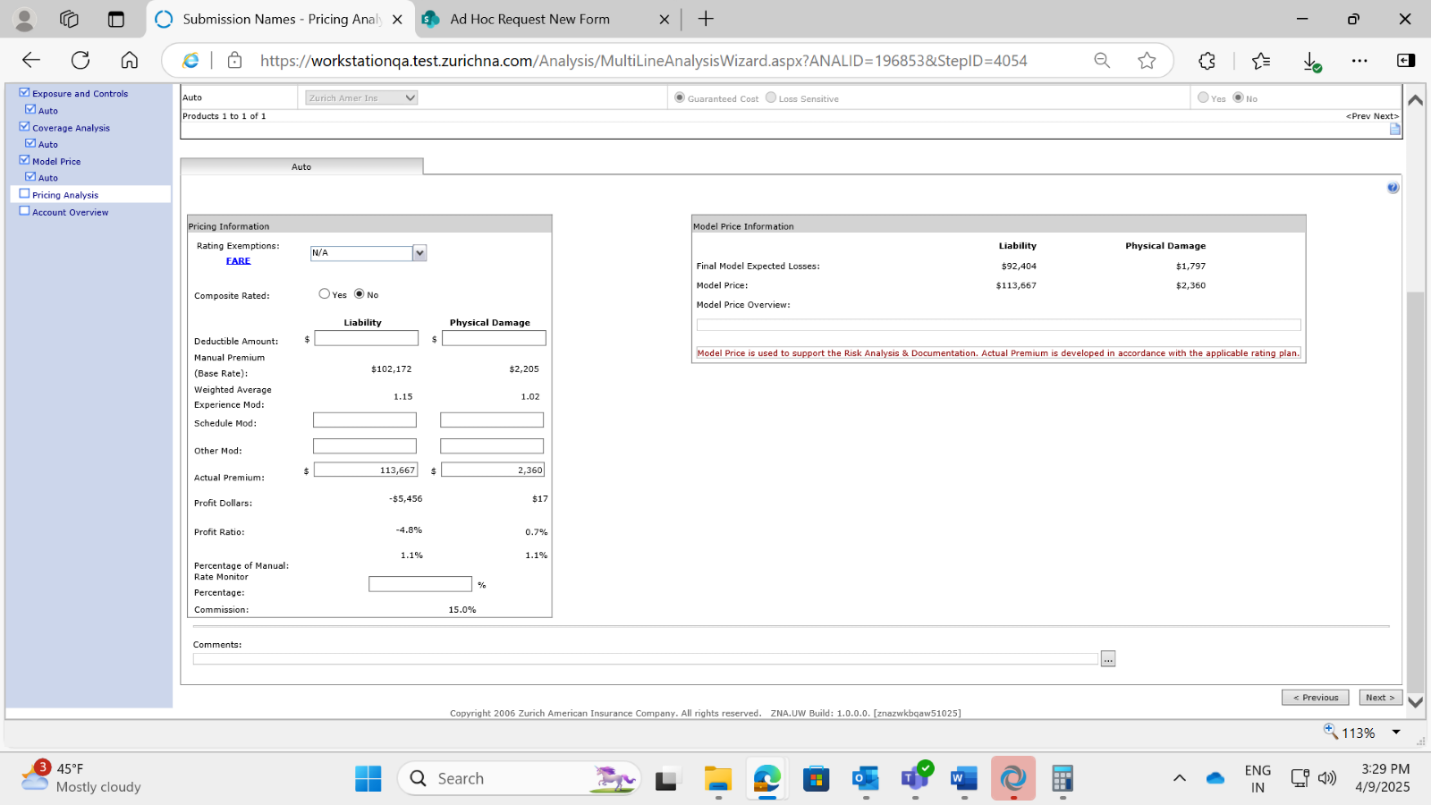 Submission Names - Pricing Analy
Ad Hoc Request New Form
https://workstationqa.test.zurichna.com/Analysis/MultiLineAnalysisWizard.aspx?ANALID=196853&StepID=4054
Exposure and Controls
Auto
Coverage Analysis
Auto
Model Price
Auto
Pricing Analysis
Account Overview
Auto Zurich Amer Ins Guaranteed Cost Loss Sensitive Yes No
Products 1 to 1 of 1 <Prev Next>
Auto
Pricing Information
Rating Exemptions: N/A
FARE
Composite Rated: Yes No
Liability Physical Damage
Deductible Amount: $ $
Manual Premium
(Base Rate): $102,172 $2,205
Weighted Average
Experience Mod: 1.15 1.02
Schedule Mod:
Other Mod:
Actual Premium: $ 113,667 $ 2,360
Profit Dollars: -$5,456 $17
Profit Ratio: -4.8% 0.7%
1.1% 1.1%
Percentage of Manual:
Rate Monitor
Percentage: %
Commission: 15.0%
Model Price Information
Liability Physical Damage
Final Model Expected Losses: $92,404 $1,797
Model Price: $113,667 $2,360
Model Price Overview:
Model Price is used to support the Risk Analysis & Documentation. Actual Premium is developed in accordance with the applicable rating plan.
Comments:
...
< Previous Next >
Copyright 2006 Zurich American Insurance Company. All rights reserved. ZNA.UW Build: 1.0.0.0. [znazwkbqaw51025]
113%
3
45°F
Mostly cloudy
Search
ENG
IN
3:29 PM
4/9/2025